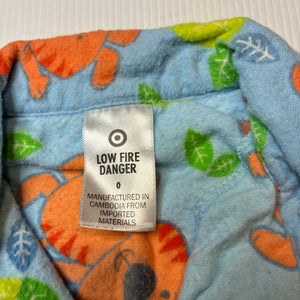 LOW FIRE
DANGER
0
MANUFACTURED IN
CAMBODIA FROM
IMPORTED
MATERIALS